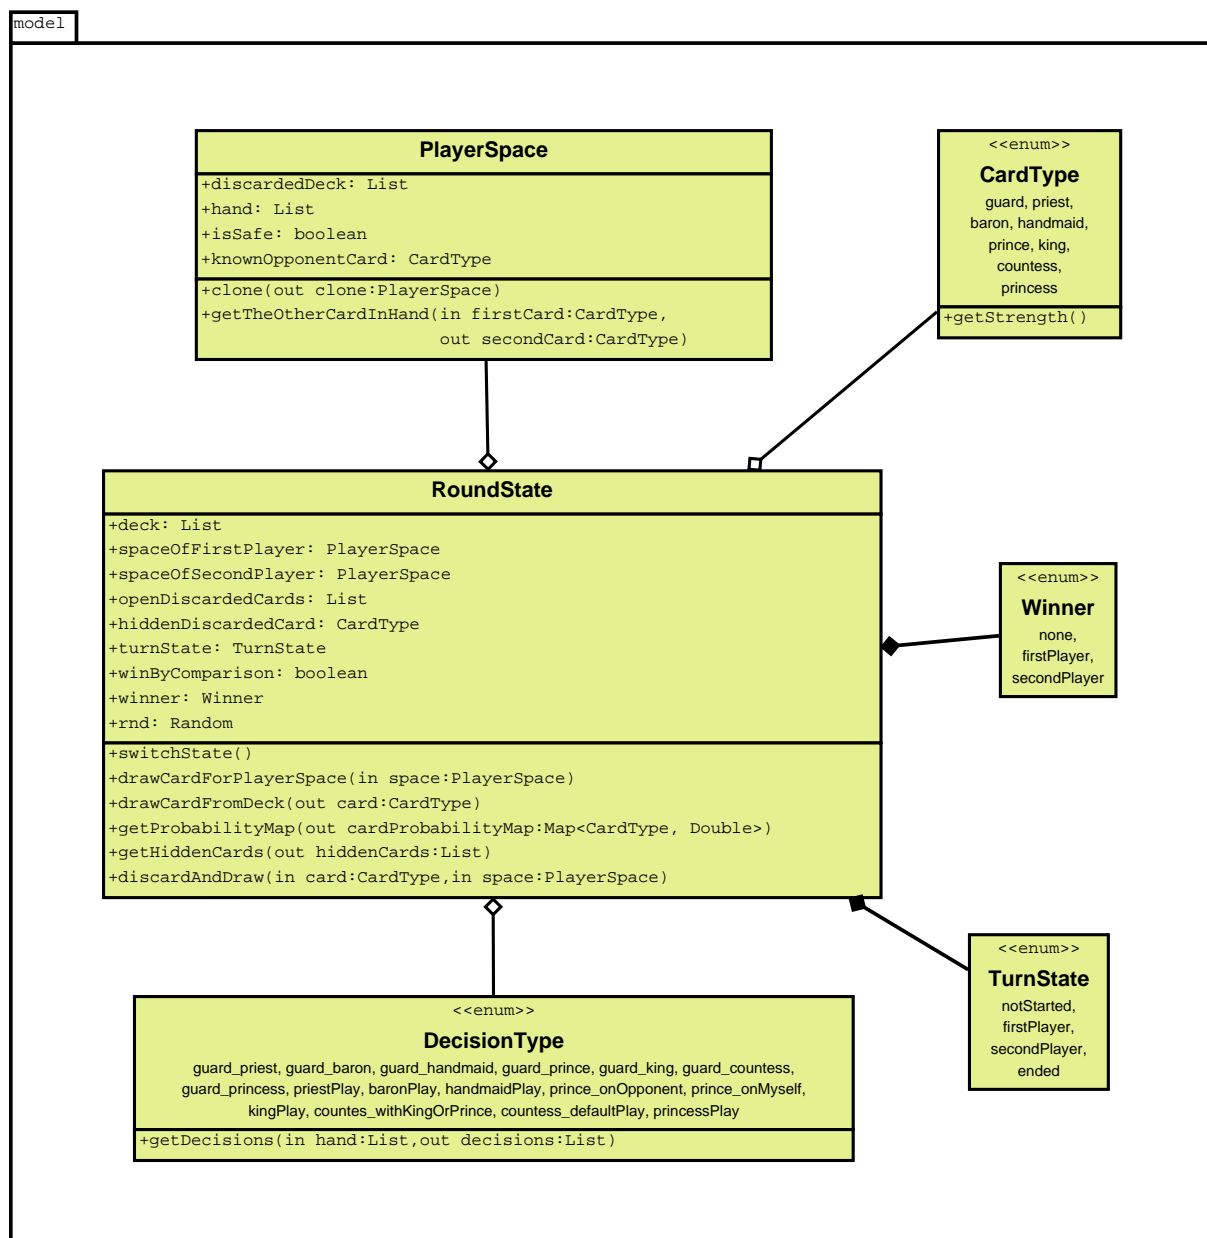 model
PlayerSpace
+discardedDeck: List
+hand: List
+isSafe: boolean
+knownOpponentCard: CardType
+clone(out clone:PlayerSpace)
+getTheOtherCardInHand(in firstCard:CardType,
out secondCard:CardType)
<<enum>>
CardType
guard, priest,
baron, handmaid,
prince, king,
countess,
princess
+getStrength()
RoundState
+deck: List
+spaceOfFirstPlayer: PlayerSpace
+spaceOfSecondPlayer: PlayerSpace
+openDiscardedCards: List
+hiddenDiscardedCard: CardType
+turnState: TurnState
+winByComparison: boolean
+winner: Winner
+rnd: Random
+switchState()
+drawCardForPlayerSpace(in space:PlayerSpace)
+drawCardFromDeck(out card:CardType)
+getProbabilityMap(out cardProbabilityMap:Map<CardType, Double>)
+getHiddenCards(out hiddenCards:List)
+discardAndDraw(in card:CardType,in space:PlayerSpace)
<<enum>>
Winner
none,
firstPlayer,
secondPlayer
<<enum>>
TurnState
notStarted,
firstPlayer,
secondPlayer,
ended
<<enum>>
DecisionType
guard_priest, guard_baron, guard_handmaid, guard_prince, guard_king, guard_countess,
guard_princess, priestPlay, baronPlay, handmaidPlay, prince_onOpponent, prince_onMyself,
kingPlay, countes_withKingOrPrince, countess_defaultPlay, princessPlay
+getDecisions(in hand:List,out decisions:List)